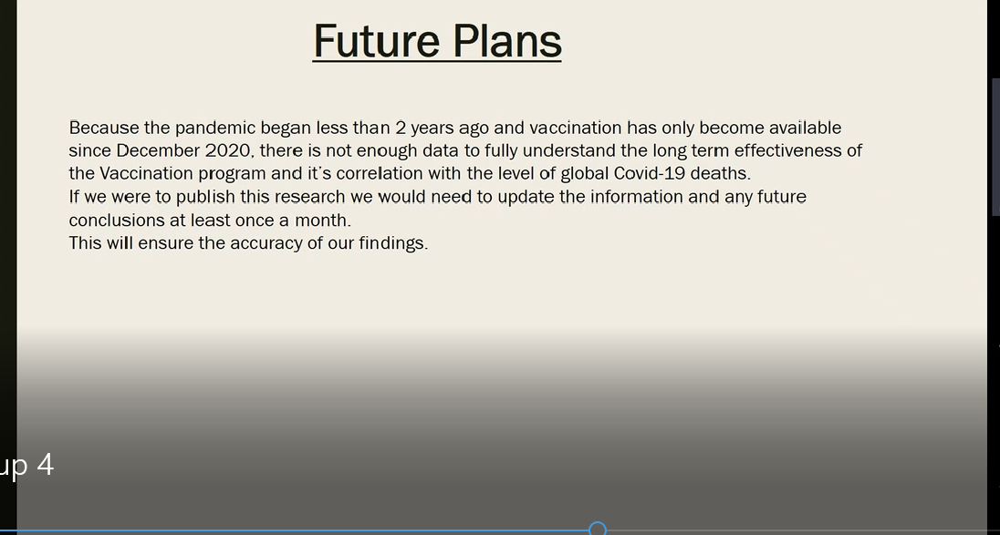 Future Plans
Because the pandemic began less than 2 years ago and vaccination has only become available
since December 2020, there is not enough data to fully understand the long term effectiveness of
the Vaccination program and it's correlation with the level of global Covid-19 deaths.
If we were to publish this research we would need to update the information and any future
conclusions at least once a month.
This will ensure the accuracy of our findings.
up 4